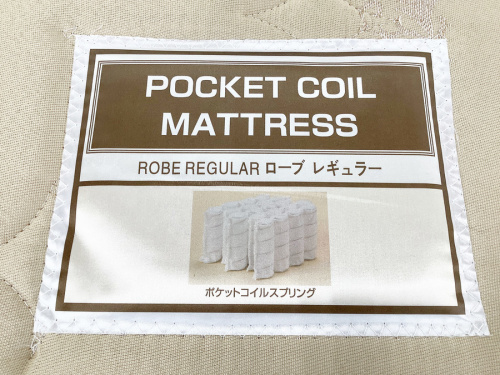 POCKET COIL
MATTRESS
ROBE REGULAR ローブ レギュラー
ポケットコイルスプリング